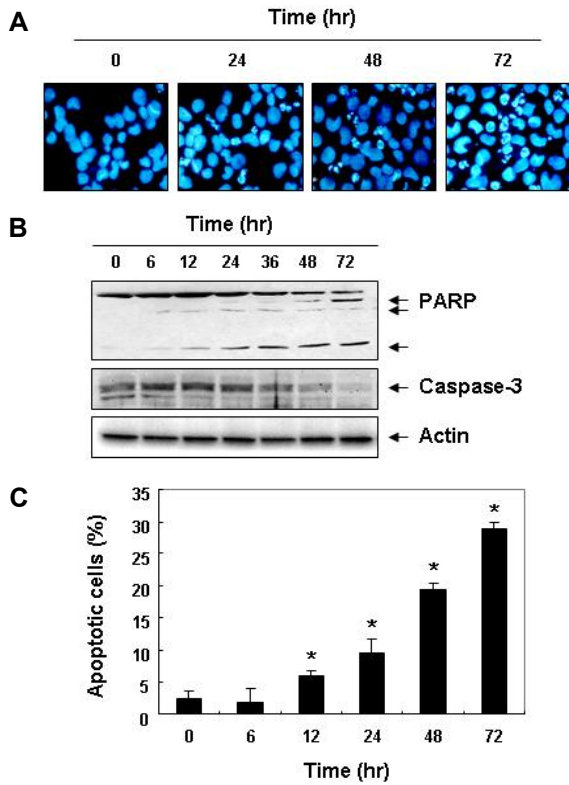 A
Time (hr)
0 24 48 72
B
Time (hr)
0 6 12 24 36 48 72
PARP
Caspase-3
Actin
C
Apoptotic cells (%)
35
30
25
20
15
10
5
0
* * * *
0 6 12 24 48 72
Time (hr)